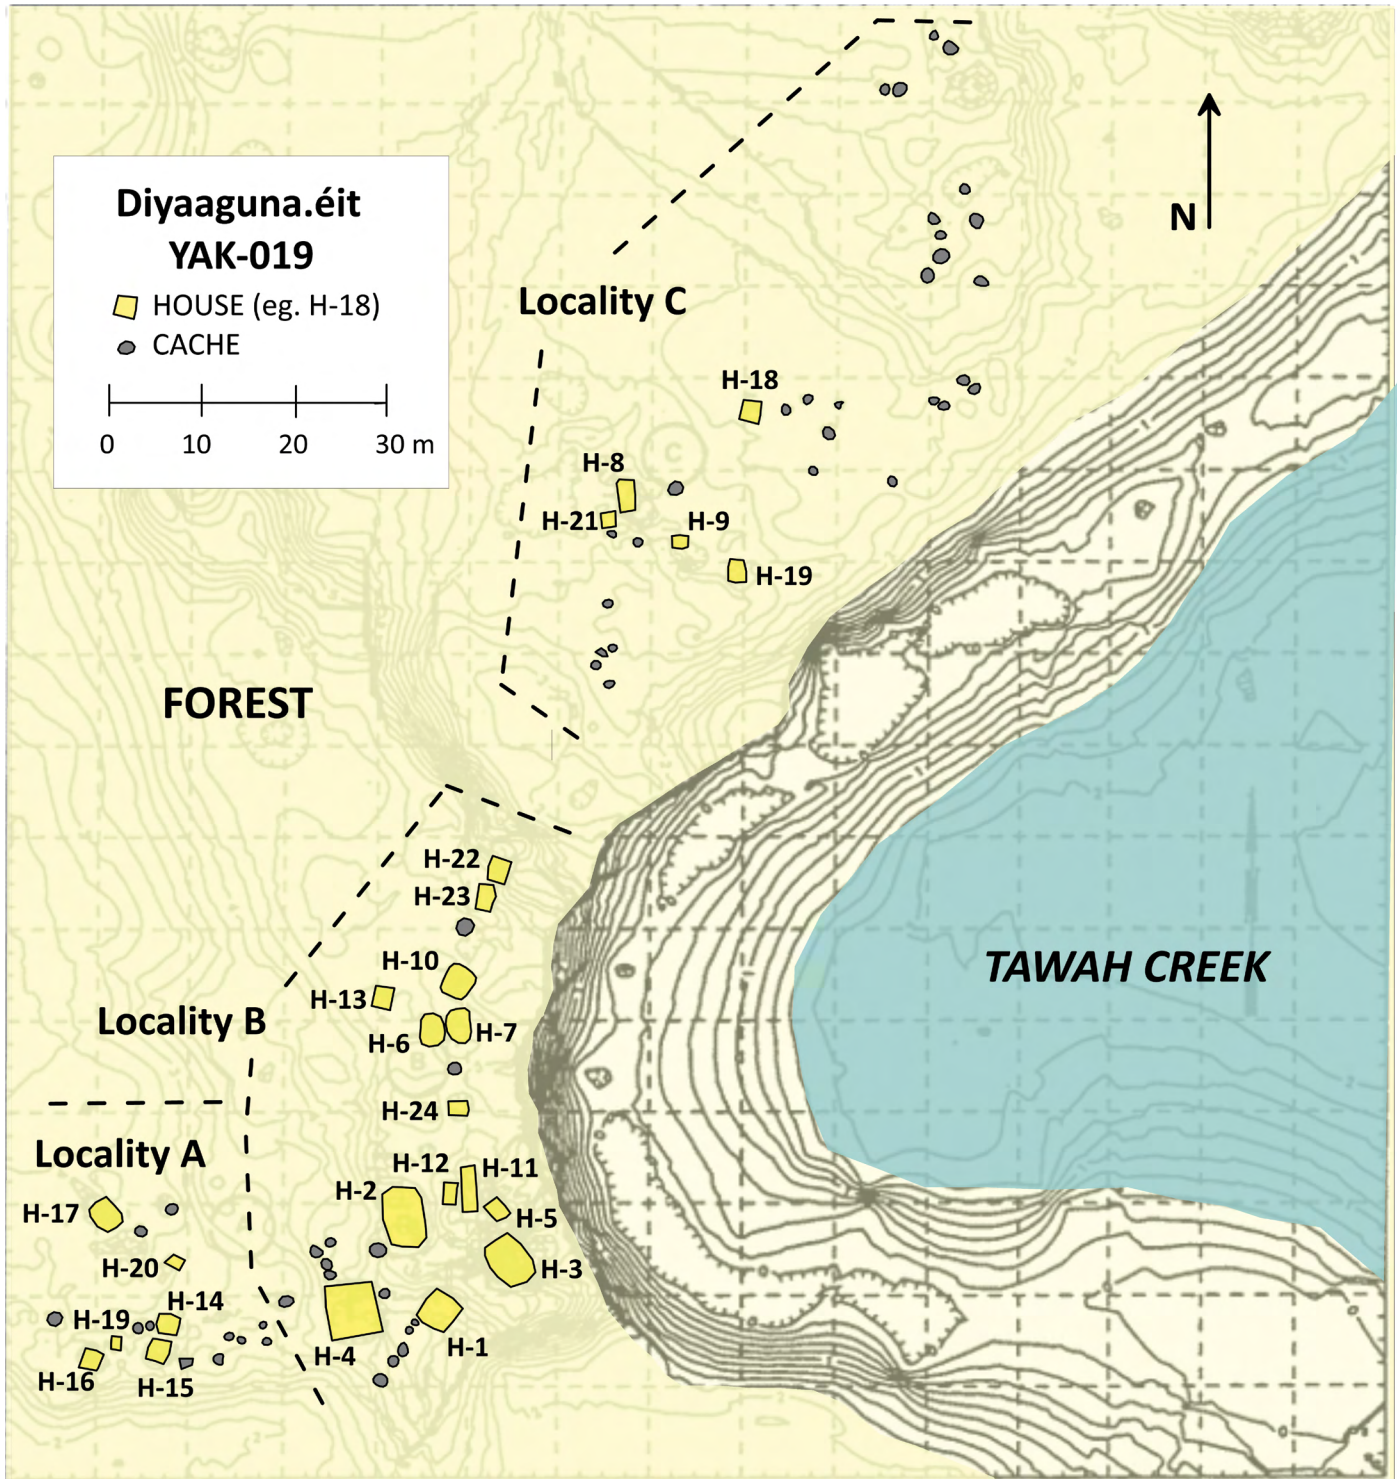 Diyaaguna.éit
YAK-019
HOUSE (eg. H-18)
CACHE
0 10 20 30 m
N
Locality C
H-18
H-8
H-21
H-9
H-19
FOREST
H-22
H-23
H-10
H-13
TAWAH CREEK
Locality B
H-6
H-7
H-24
Locality A
H-12
H-11
H-2
H-17
H-5
H-20
H-3
H-19
H-14
H-4
H-1
H-16
H-15